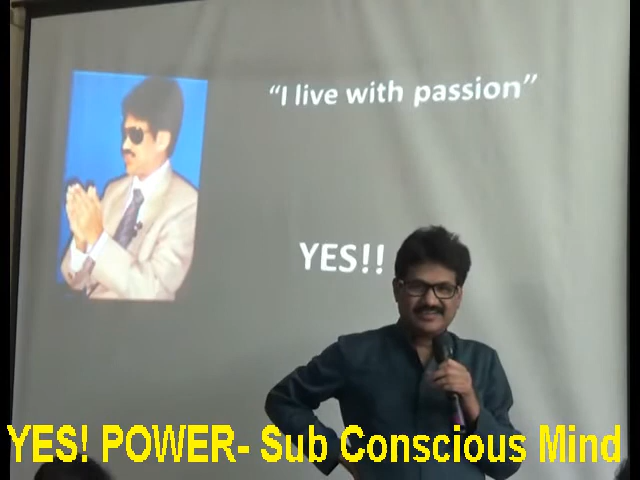 “I live with passion”
YES!!
YES! POWER- Sub Conscious Mind